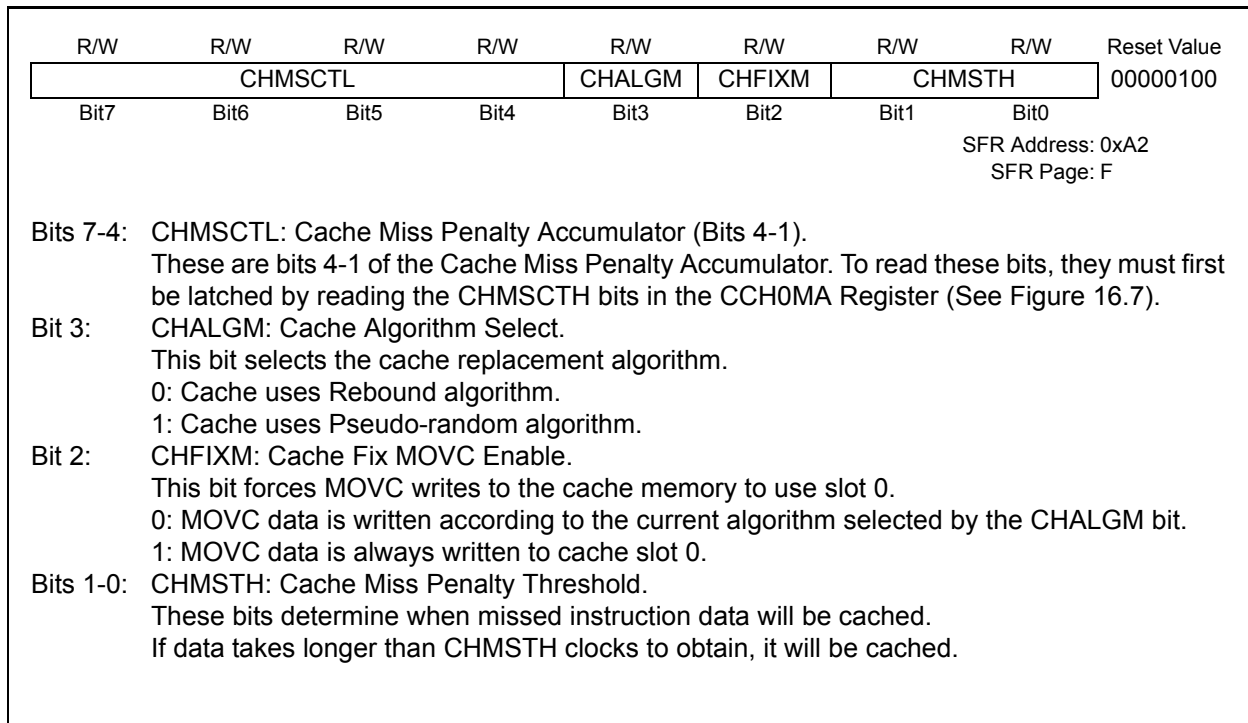 R/W R/W R/W R/W R/W R/W R/W R/W Reset Value
CHMSCTL CHALGM CHFIXM CHMSTH 00000100
Bit7 Bit6 Bit5 Bit4 Bit3 Bit2 Bit1 Bit0
SFR Address: 0xA2
SFR Page: F
Bits 7-4: CHMSCTL: Cache Miss Penalty Accumulator (Bits 4-1).
These are bits 4-1 of the Cache Miss Penalty Accumulator. To read these bits, they must first
be latched by reading the CHMSCTH bits in the CCH0MA Register (See Figure 16.7).
Bit 3: CHALGM: Cache Algorithm Select.
This bit selects the cache replacement algorithm.
0: Cache uses Rebound algorithm.
1: Cache uses Pseudo-random algorithm.
Bit 2: CHFIXM: Cache Fix MOVC Enable.
This bit forces MOVC writes to the cache memory to use slot 0.
0: MOVC data is written according to the current algorithm selected by the CHALGM bit.
1: MOVC data is always written to cache slot 0.
Bits 1-0: CHMSTH: Cache Miss Penalty Threshold.
These bits determine when missed instruction data will be cached.
If data takes longer than CHMSTH clocks to obtain, it will be cached.